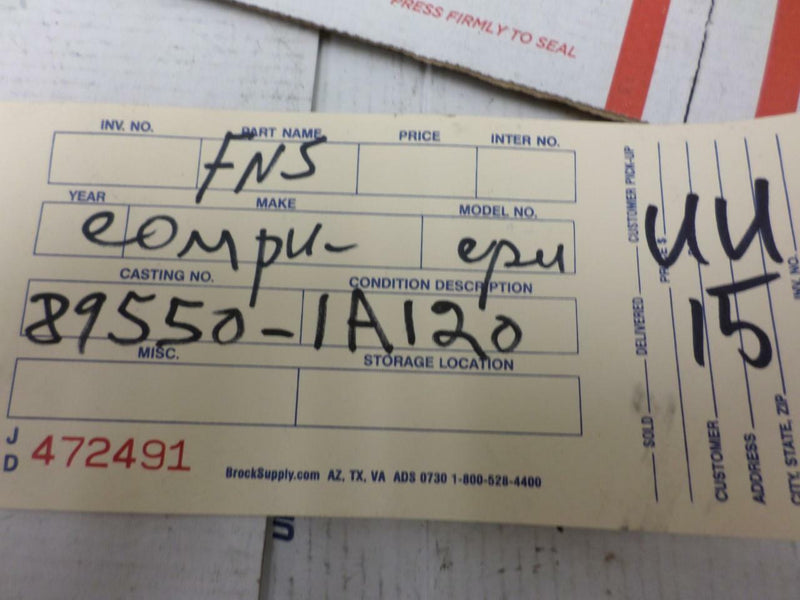 PRESS FIRMLY TO SEAL
INV. NO. PART NAME PRICE INTER NO.
FNS
YEAR MAKE MODEL NO.
compu- cpu
CASTING NO. CONDITION DESCRIPTION
89550-1A120
MISC. STORAGE LOCATION
JD 472491
BrockSupply.com AZ, TX, VA ADS 0730 1-800-528-4400
SOLD DELIVERED CUSTOMER PICK-UP
PRICE $
UU
15
CUSTOMER
ADDRESS
CITY, STATE, ZIP INV. NO.